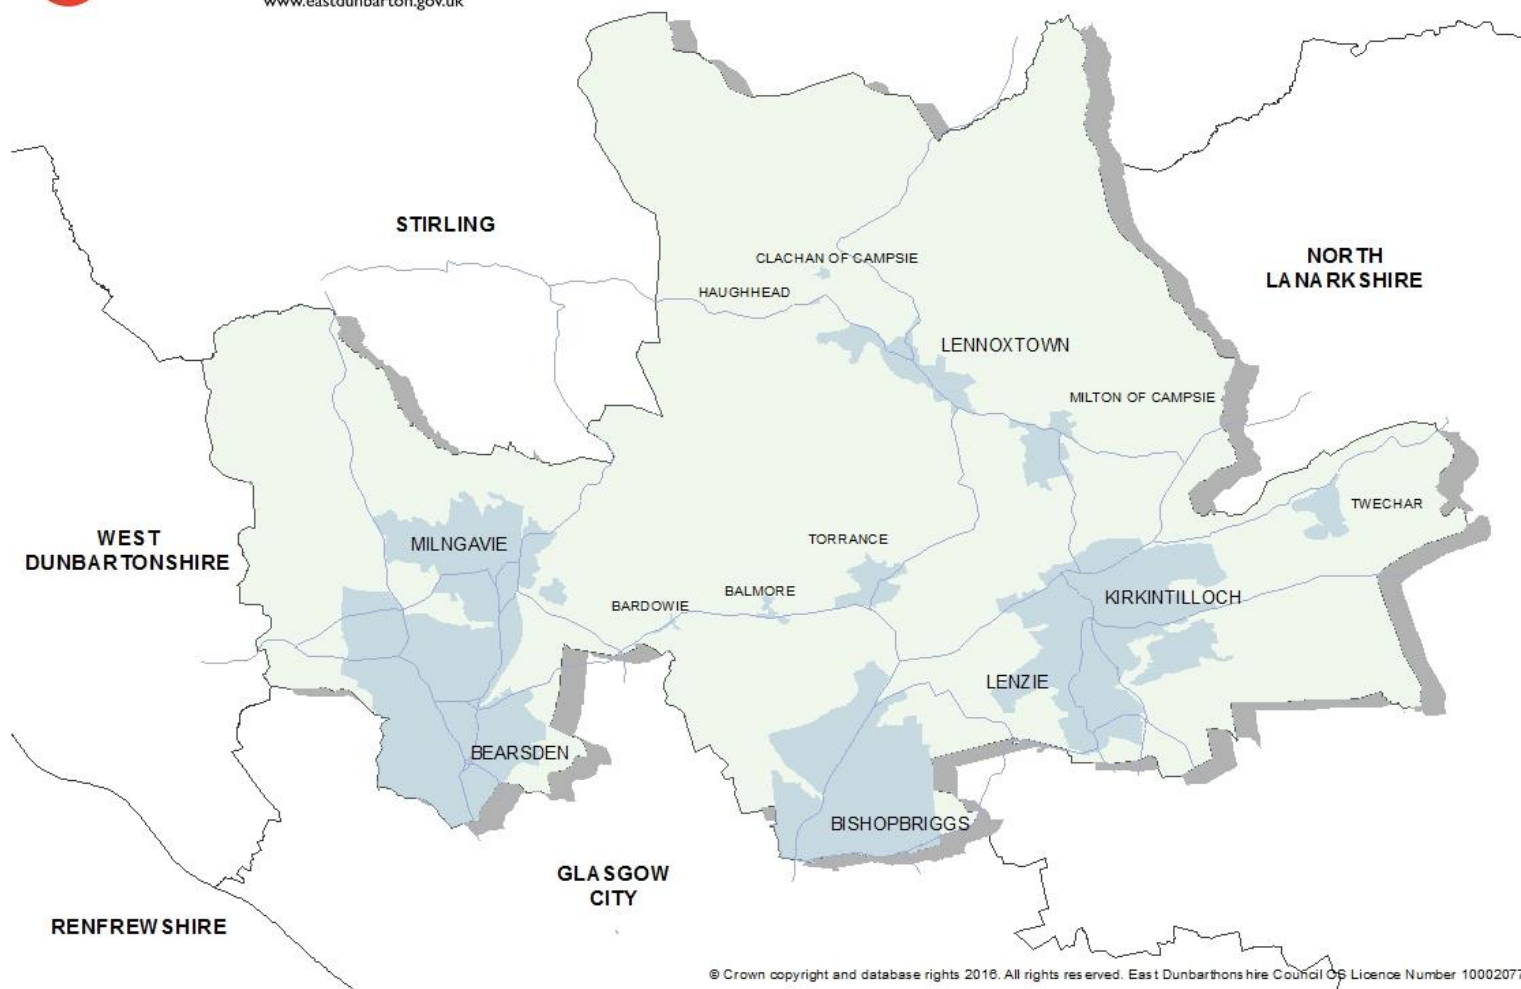 www.eastdunbarton.gov.uk
STIRLING
CLACHAN OF CAMPSIE
NORTH
LANARKSHIRE
HAUGHHEAD
LENNOXTOWN
MILTON OF CAMPSIE
TWECHAR
WEST
DUNBARTONSHIRE
MILNGAVIE
TORRANCE
BALMORE
BARDOWIE
KIRKINTILLOCH
LENZIE
BEARSDEN
BISHOPBRIGGS
GLASGOW
CITY
RENFREWSHIRE
© Crown copyright and database rights 2016. All rights reserved. East Dunbarthonshire Council OS Licence Number 10002077